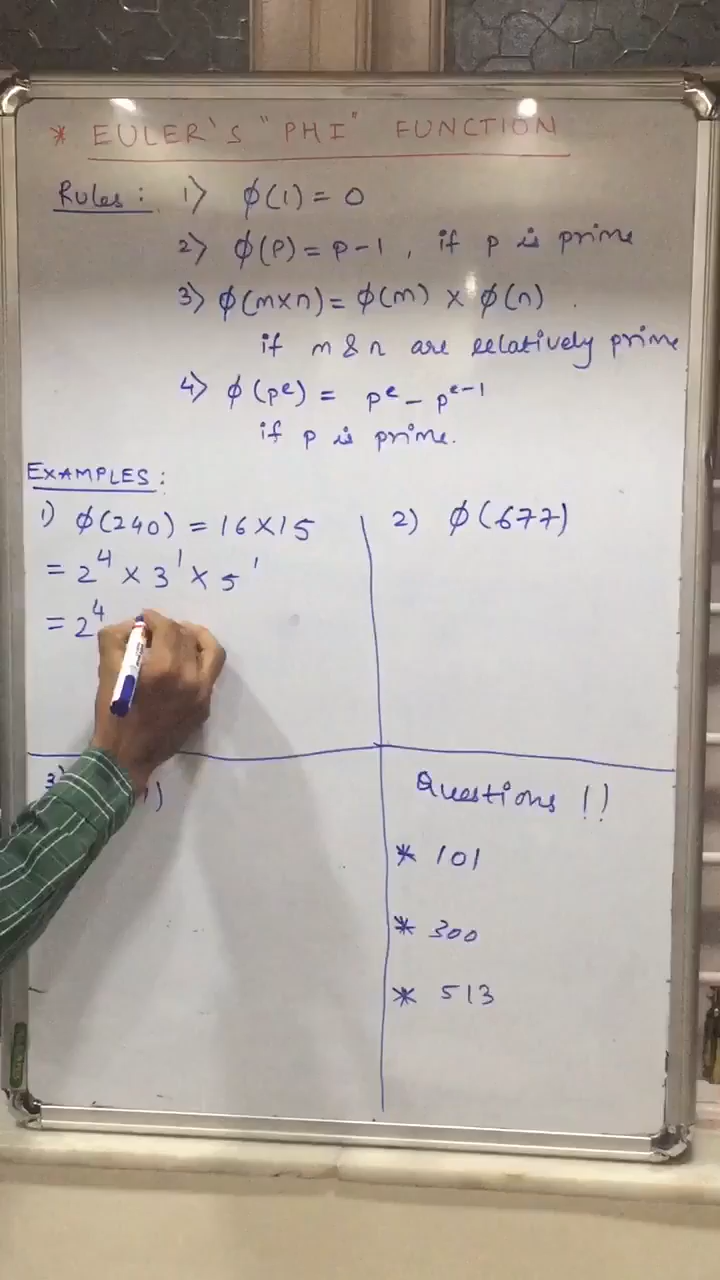 * EULER'S "PHI" FUNCTION
Rules: 1) ϕ(1) = 0
2) ϕ(P) = P-1, if p is prime
3) ϕ(m×n) = ϕ(m) × ϕ(n).
if m & n are relatively prime
4) ϕ(pᵉ) = pᵉ - pᵉ⁻¹
if p is prime.
EXAMPLES:
1) ϕ(240) = 16×15
= 2⁴ × 3¹ × 5¹
= 2⁴
2) ϕ(677)
3)
1)
Questions !!
* 101
* 300
* 513